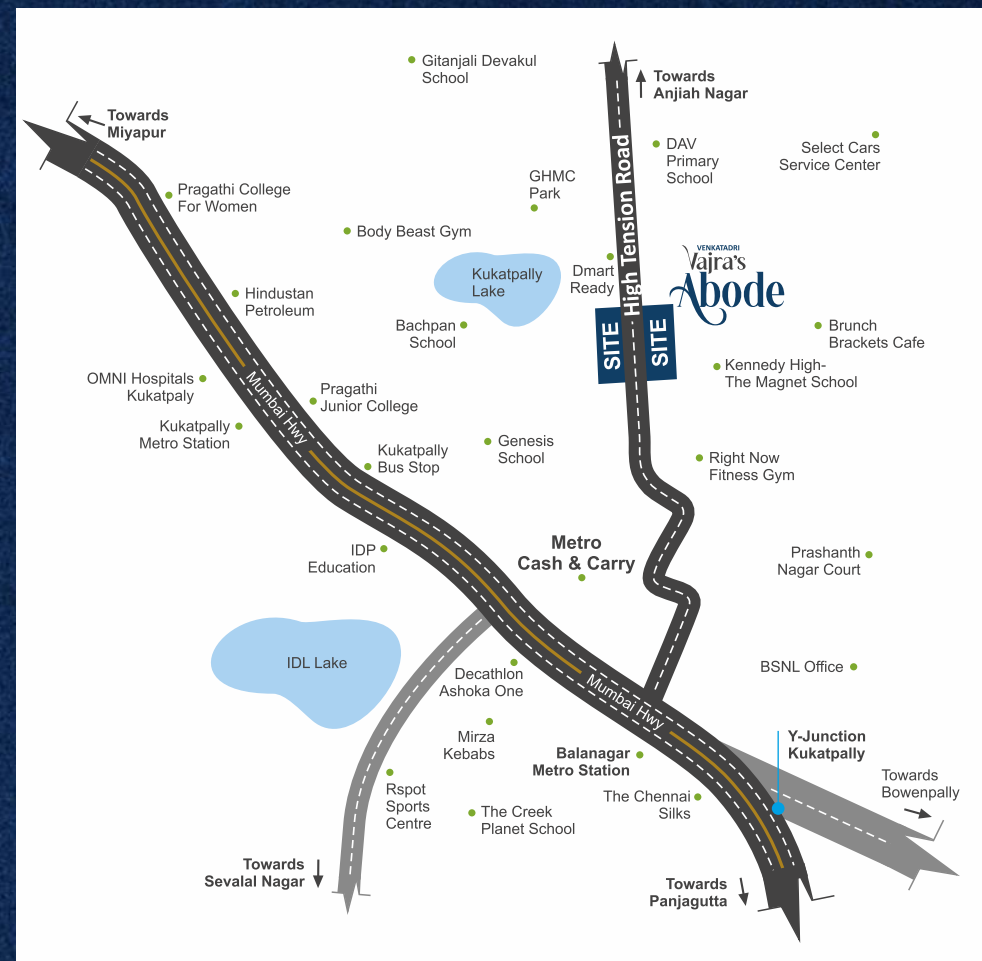 Gitanjali Devakul
School
Towards
Anjiah Nagar
Towards
Miyapur
High Tension Road
DAV
Primary
School
Select Cars
Service Center
GHMC
Park
Pragathi College
For Women
Body Beast Gym
VENKATADRI
Vajra's
Abode
Kukatpally
Lake
Dmart
Ready
Hindustan
Petroleum
Bachpan
School
SITE
SITE
Brunch
Brackets Cafe
Kennedy High-
The Magnet School
OMNI Hospitals
Kukatpaly
Mumbai Hwy
Pragathi
Junior College
Kukatpally
Metro Station
Kukatpally
Bus Stop
Genesis
School
Right Now
Fitness Gym
IDP
Education
Metro
Cash & Carry
Prashanth
Nagar Court
IDL Lake
Decathlon
Ashoka One
Mumbai Hwy
BSNL Office
Mirza
Kebabs
Balanagar
Metro Station
Y-Junction
Kukatpally
Towards
Bowenpally
Rspot
Sports
Centre
The Creek
Planet School
The Chennai
Silks
Towards
Sevalal Nagar
Towards
Panjagutta